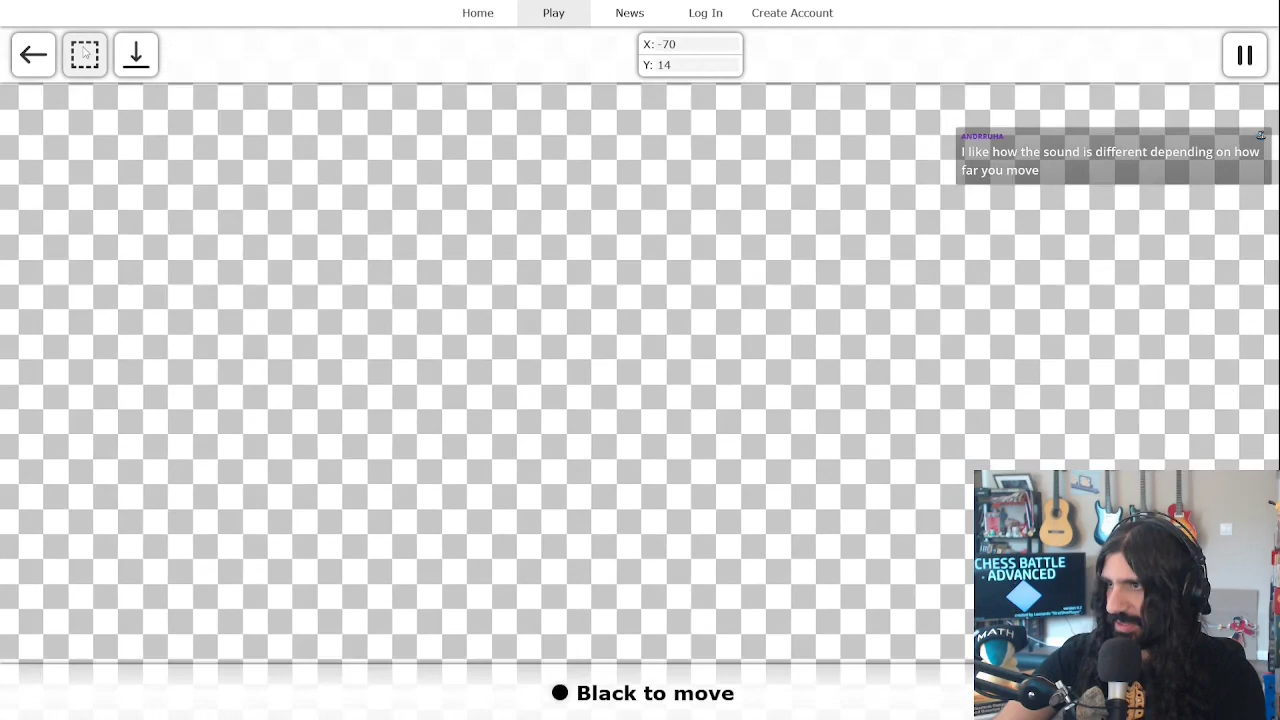 Home Play News Log In Create Account
X: -70
Y: 14
ANDRRUHA
I like how the sound is different depending on how
far you move
CHESS BATTLE
ADVANCED
MATH
Black to move